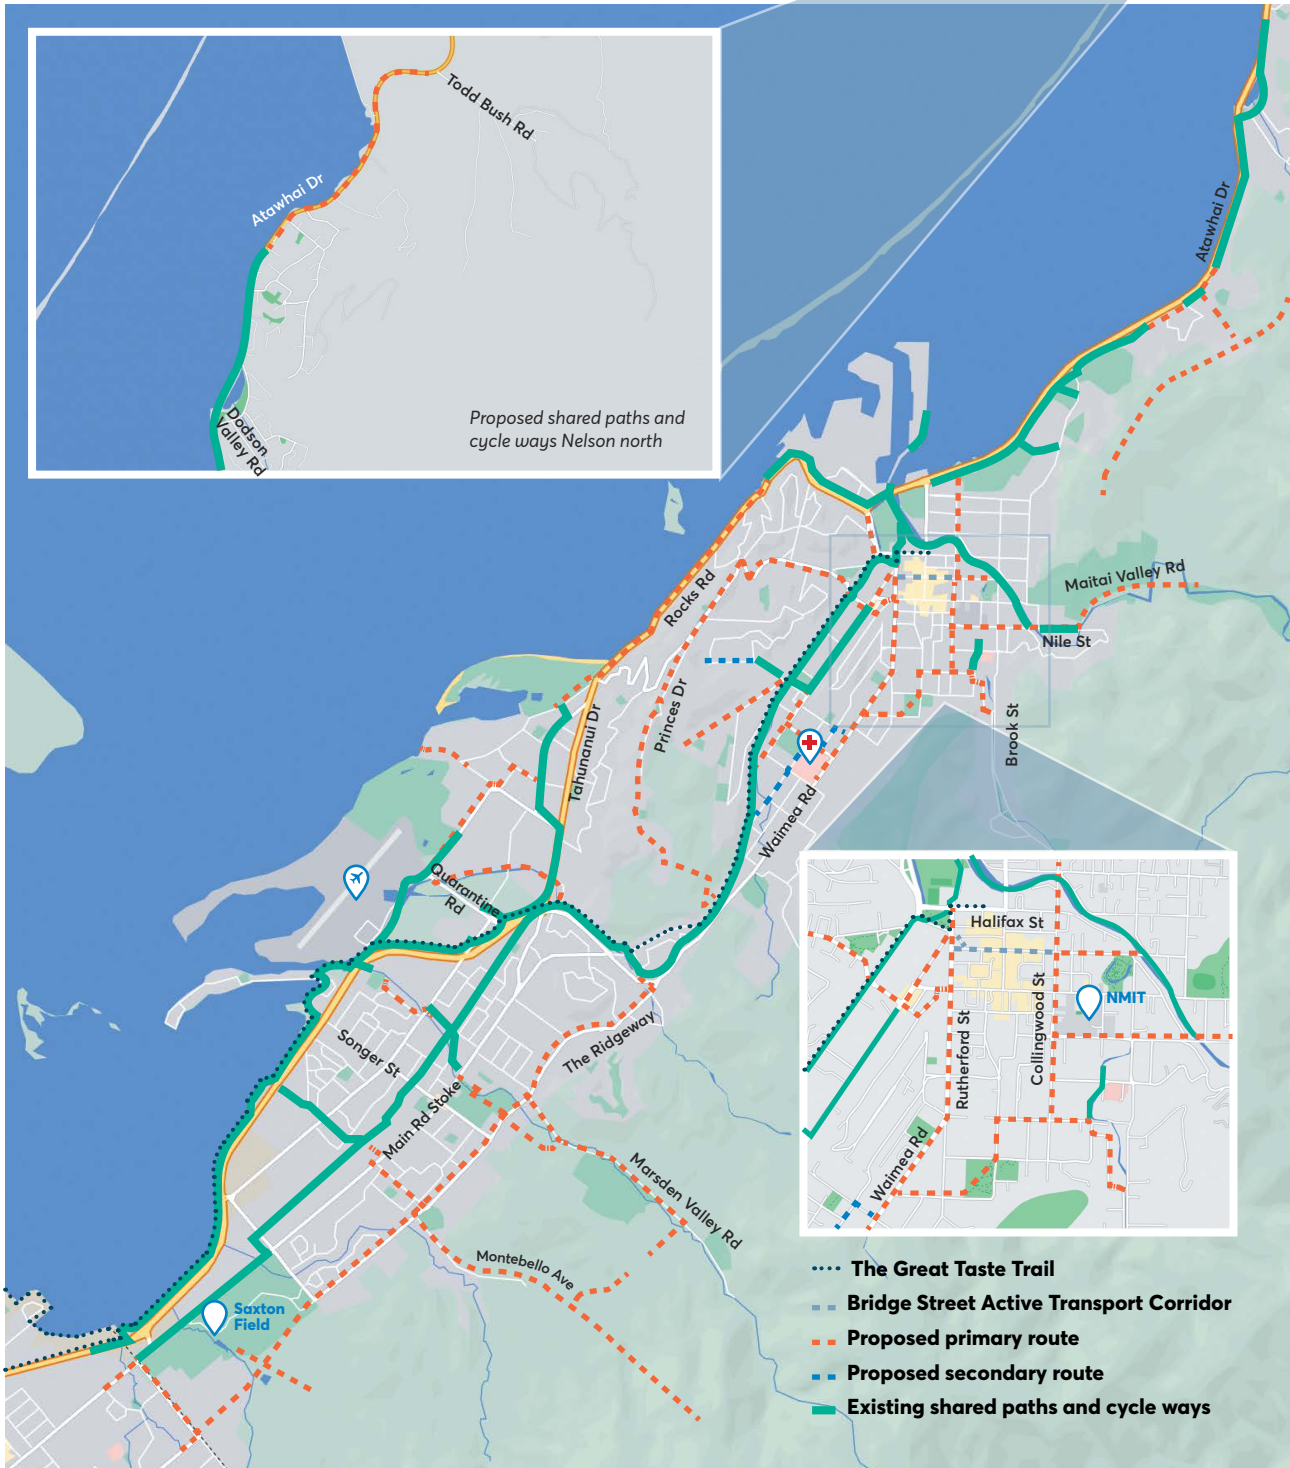 Todd Bush Rd
Atawhai Dr
Dodson
Valley Rd
Proposed shared paths and
cycle ways Nelson north
Atawhai Dr
Rocks Rd
Maitai Valley Rd
Nile St
Princes Dr
Brook St
Tahunanui Dr
Waimea Rd
Quarantine
Rd
Halifax St
NMIT
Collingwood St
Rutherford St
Waimea Rd
The Ridgeway
Songer St
Main Rd Stoke
Marsden Valley Rd
Montebello Ave
Saxton
Field
The Great Taste Trail
Bridge Street Active Transport Corridor
Proposed primary route
Proposed secondary route
Existing shared paths and cycle ways